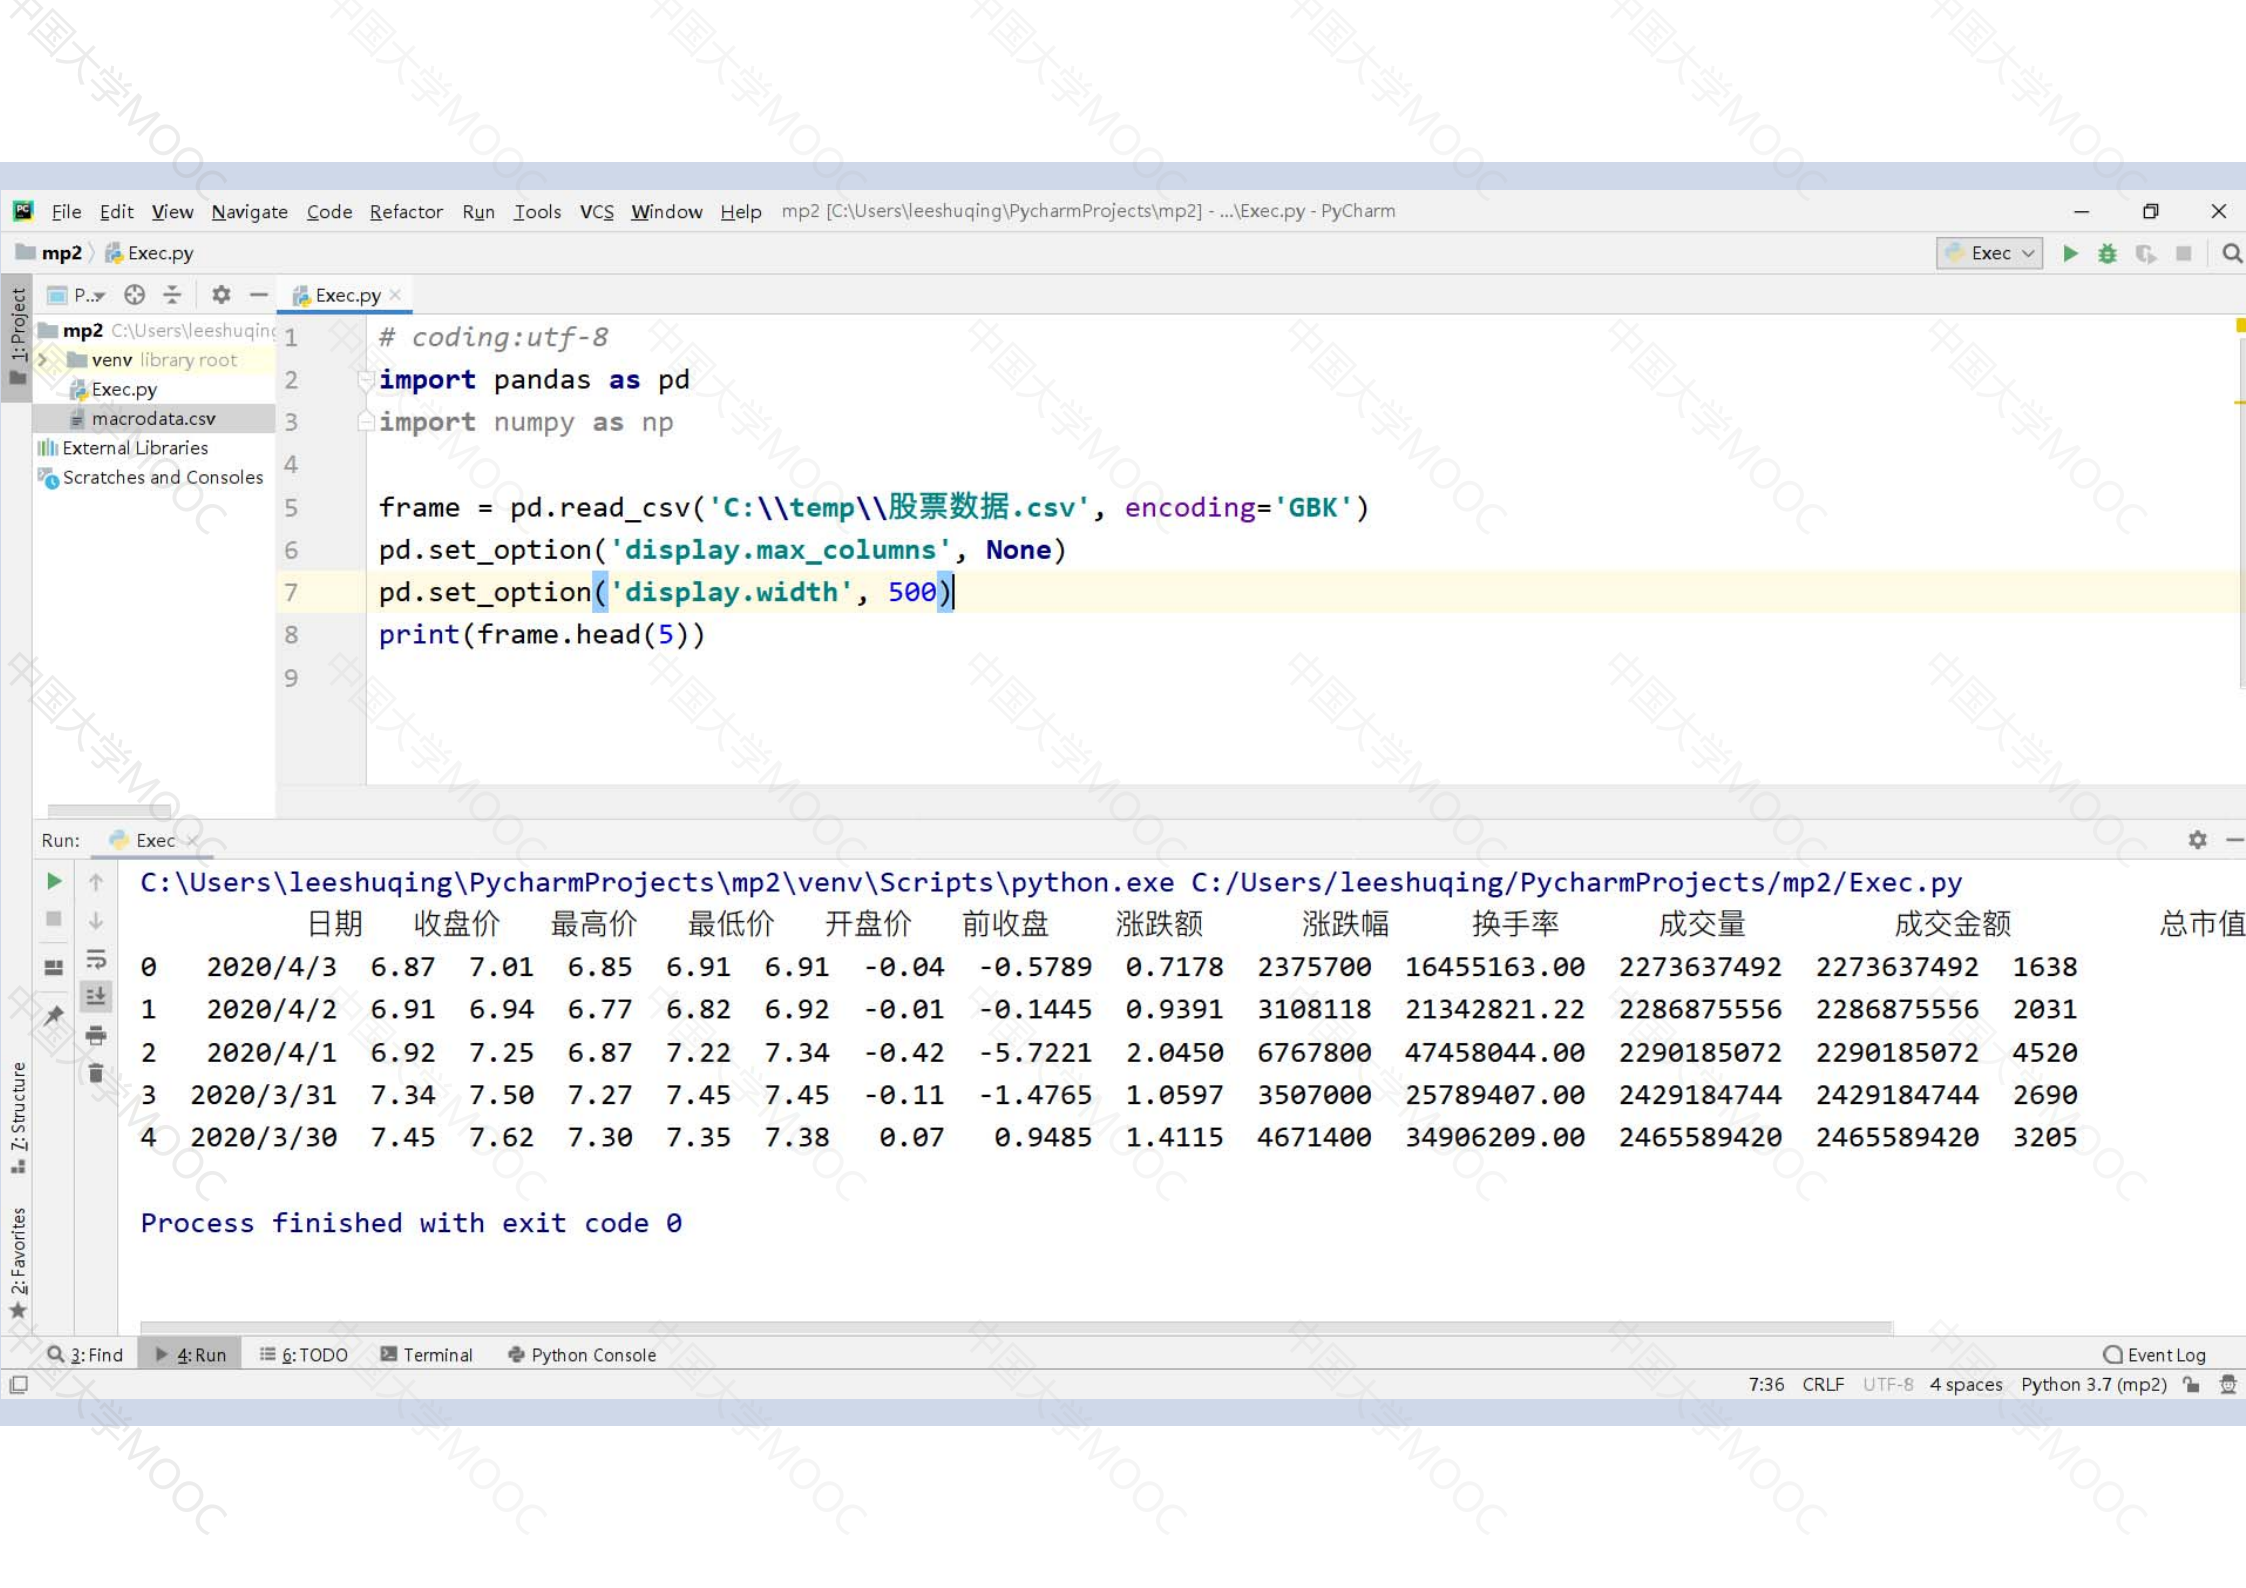 File Edit View Navigate Code Refactor Run Tools VCS Window Help mp2 [C:\Users\leeshuqing\PycharmProjects\mp2] - ...\Exec.py - PyCharm
mp2 Exec.py
Exec
1: Project
P..
Exec.py
mp2 C:\Users\leeshuqing
venv library root
Exec.py
macrodata.csv
External Libraries
Scratches and Consoles
1 # coding:utf-8
2 import pandas as pd
3 import numpy as np
4
5 frame = pd.read_csv('C:\\temp\\股票数据.csv', encoding='GBK')
6 pd.set_option('display.max_columns', None)
7 pd.set_option('display.width', 500)
8 print(frame.head(5))
9
Run: Exec
C:\Users\leeshuqing\PycharmProjects\mp2\venv\Scripts\python.exe C:/Users/leeshuqing/PycharmProjects/mp2/Exec.py
日期 收盘价 最高价 最低价 开盘价 前收盘 涨跌额 涨跌幅 换手率 成交量 成交金额 总市值
0 2020/4/3 6.87 7.01 6.85 6.91 6.91 -0.04 -0.5789 0.7178 2375700 16455163.00 2273637492 2273637492 1638
1 2020/4/2 6.91 6.94 6.77 6.82 6.92 -0.01 -0.1445 0.9391 3108118 21342821.22 2286875556 2286875556 2031
2 2020/4/1 6.92 7.25 6.87 7.22 7.34 -0.42 -5.7221 2.0450 6767800 47458044.00 2290185072 2290185072 4520
3 2020/3/31 7.34 7.50 7.27 7.45 7.45 -0.11 -1.4765 1.0597 3507000 25789407.00 2429184744 2429184744 2690
4 2020/3/30 7.45 7.62 7.30 7.35 7.38 0.07 0.9485 1.4115 4671400 34906209.00 2465589420 2465589420 3205
Process finished with exit code 0
Z: Structure
2: Favorites
3: Find 4: Run 6: TODO Terminal Python Console Event Log
7:36 CRLF UTF-8 4 spaces Python 3.7 (mp2)
中国大学MOOC